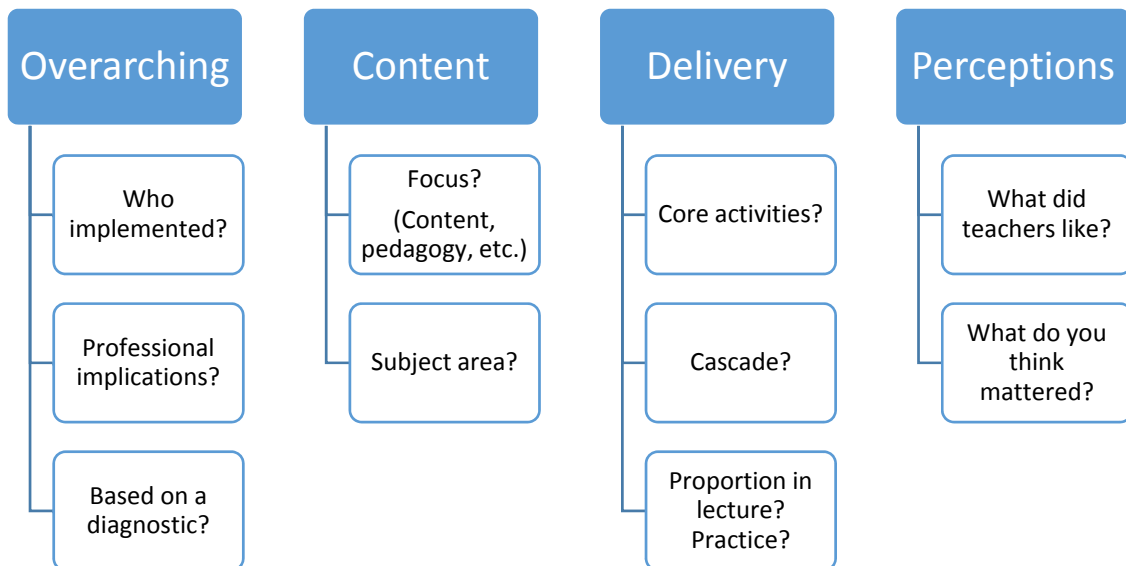 Overarching
Who
implemented?
Professional
implications?
Based on a
diagnostic?
Content
Focus?
(Content,
pedagogy, etc.)
Subject area?
Delivery
Core activities?
Cascade?
Proportion in
lecture?
Practice?
Perceptions
What did
teachers like?
What do you
think
mattered?